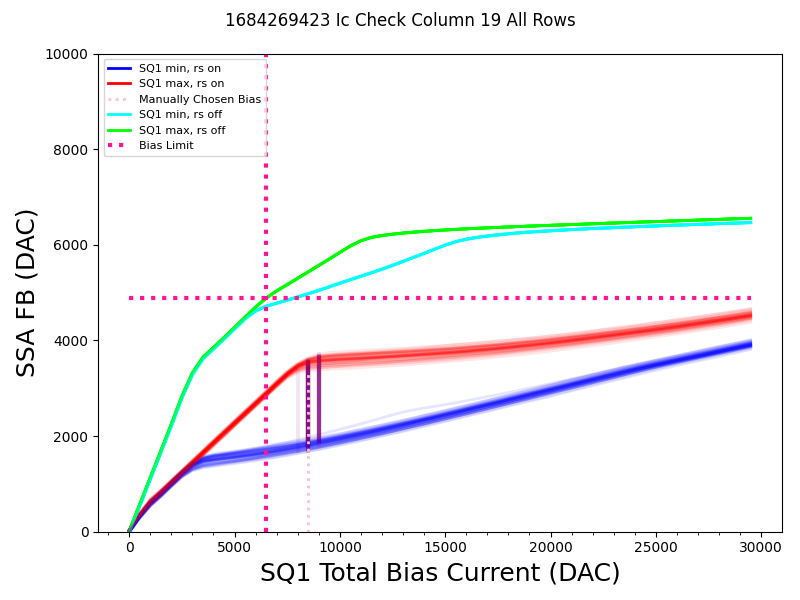 1684269423 Ic Check Column 19 All Rows
10000
8000
6000
4000
2000
0
SSA FB (DAC)
SQ1 min, rs on
SQ1 max, rs on
Manually Chosen Bias
SQ1 min, rs off
SQ1 max, rs off
Bias Limit
0 5000 10000 15000 20000 25000 30000
SQ1 Total Bias Current (DAC)